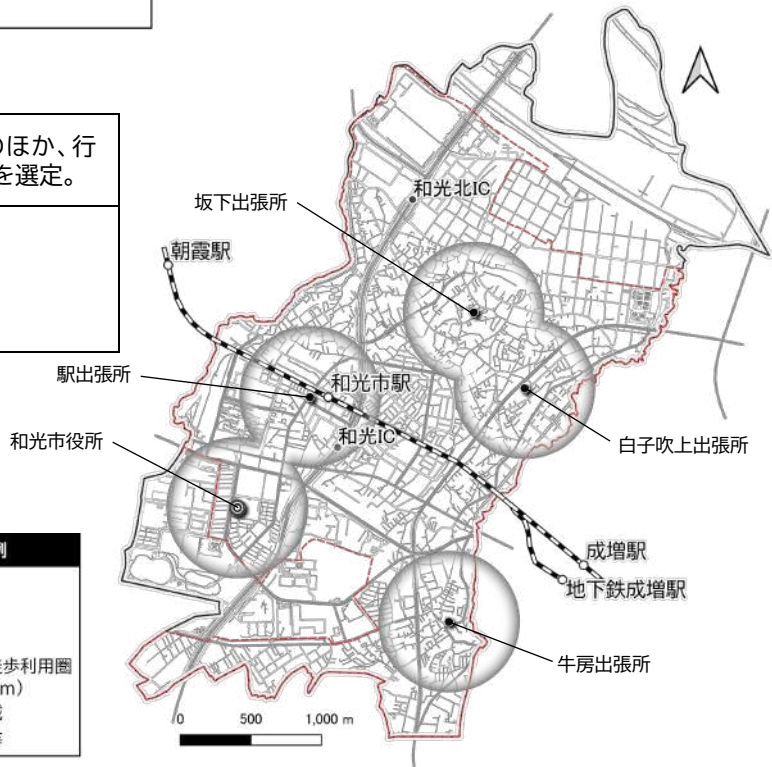 のほか、行
を選定。
和光北IC
坂下出張所
朝霞駅
駅出張所
和光市駅
和光IC
和光市役所
白子吹上出張所
成増駅
地下鉄成増駅
牛房出張所
歩利用圏
m）
0 500 1,000 m